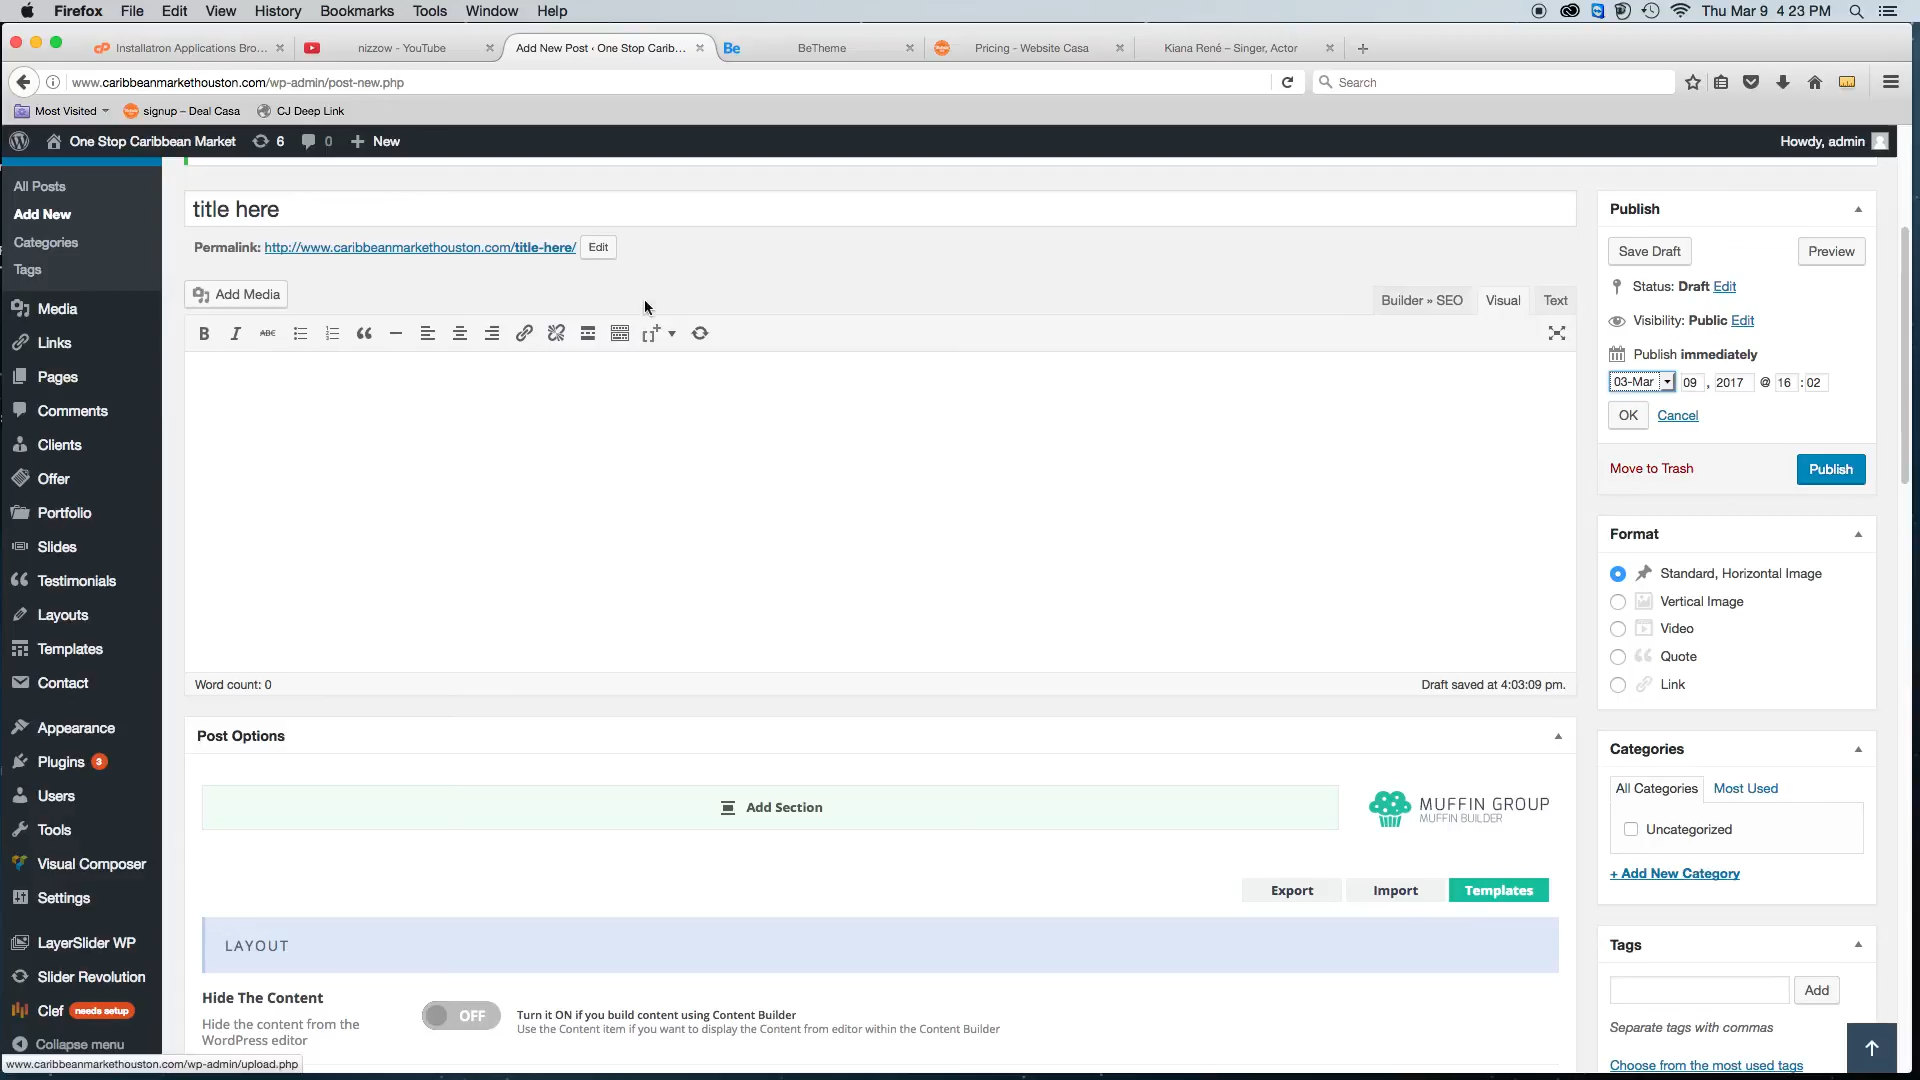 Firefox File Edit View History Bookmarks Tools Window Help Thu Mar 9 4:23 PM
Installatron Applications Bro... nizzow - YouTube Add New Post ‹ One Stop Carib... Be BeTheme Pricing - Website Casa Kiana René – Singer, Actor
www.caribbeanmarkethouston.com/wp-admin/post-new.php Search
Most Visited signup – Deal Casa CJ Deep Link
One Stop Caribbean Market 6 0 New Howdy, admin
All Posts
Add New
Categories
Tags
Media
Links
Pages
Comments
Clients
Offer
Portfolio
Slides
Testimonials
Layouts
Templates
Contact
Appearance
Plugins 3
Users
Tools
Visual Composer
Settings
LayerSlider WP
Slider Revolution
Clef needs setup
Collapse menu
www.caribbeanmarkethouston.com/wp-admin/upload.php
title here
Permalink: http://www.caribbeanmarkethouston.com/title-here/ Edit
Add Media
Builder » SEO Visual Text
B I ABC
Word count: 0 Draft saved at 4:03:09 pm.
Post Options
Add Section
MUFFIN GROUP
MUFFIN BUILDER
Export Import Templates
LAYOUT
Hide The Content
Hide the content from the
WordPress editor
OFF
Turn it ON if you build content using Content Builder
Use the Content item if you want to display the Content from editor within the Content Builder
Publish
Save Draft Preview
Status: Draft Edit
Visibility: Public Edit
Publish immediately
03-Mar 09 , 2017 @ 16 : 02
OK Cancel
Move to Trash Publish
Format
Standard, Horizontal Image
Vertical Image
Video
Quote
Link
Categories
All Categories Most Used
Uncategorized
+ Add New Category
Tags
Add
Separate tags with commas
Choose from the most used tags